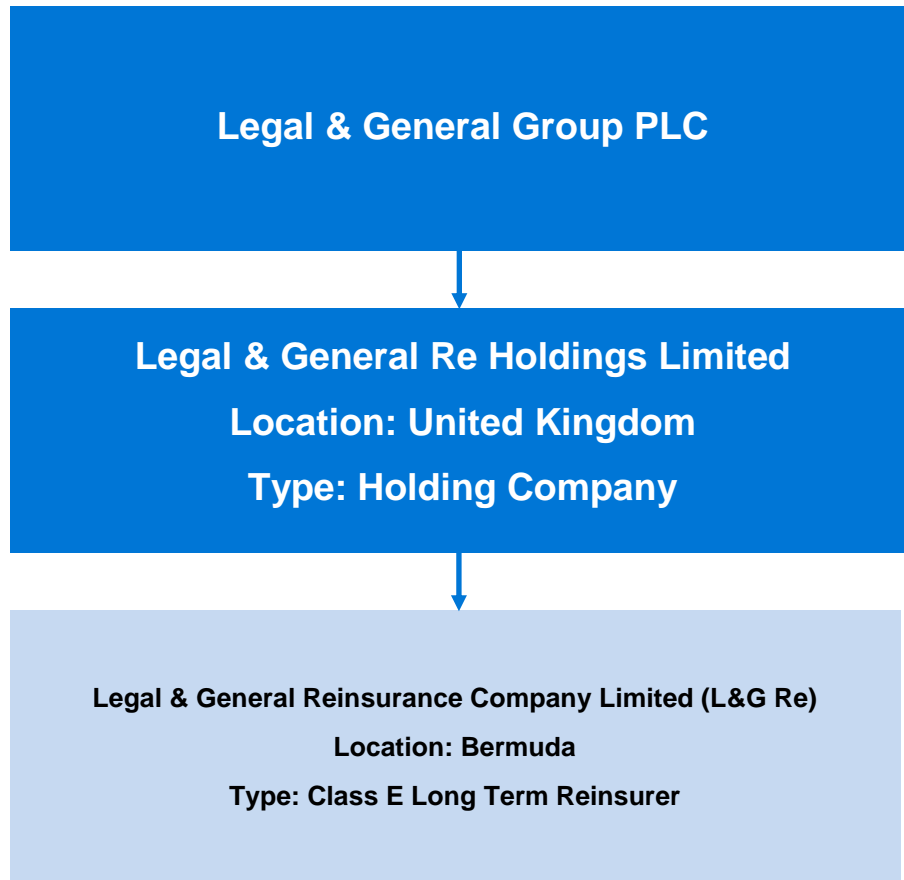 Legal & General Group PLC
Legal & General Re Holdings Limited
Location: United Kingdom
Type: Holding Company
Legal & General Reinsurance Company Limited (L&G Re)
Location: Bermuda
Type: Class E Long Term Reinsurer